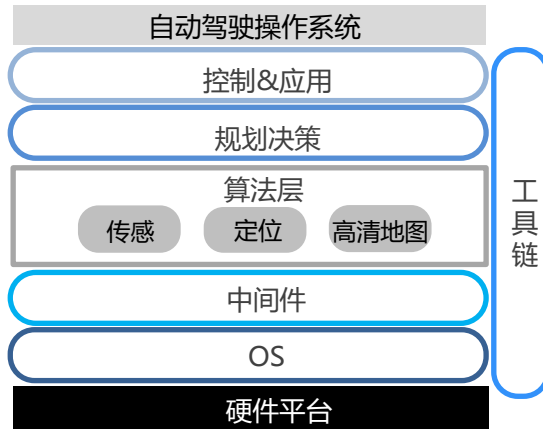 自动驾驶操作系统
控制&应用
规划决策
算法层
传感
定位
高清地图
中间件
OS
硬件平台
工具链